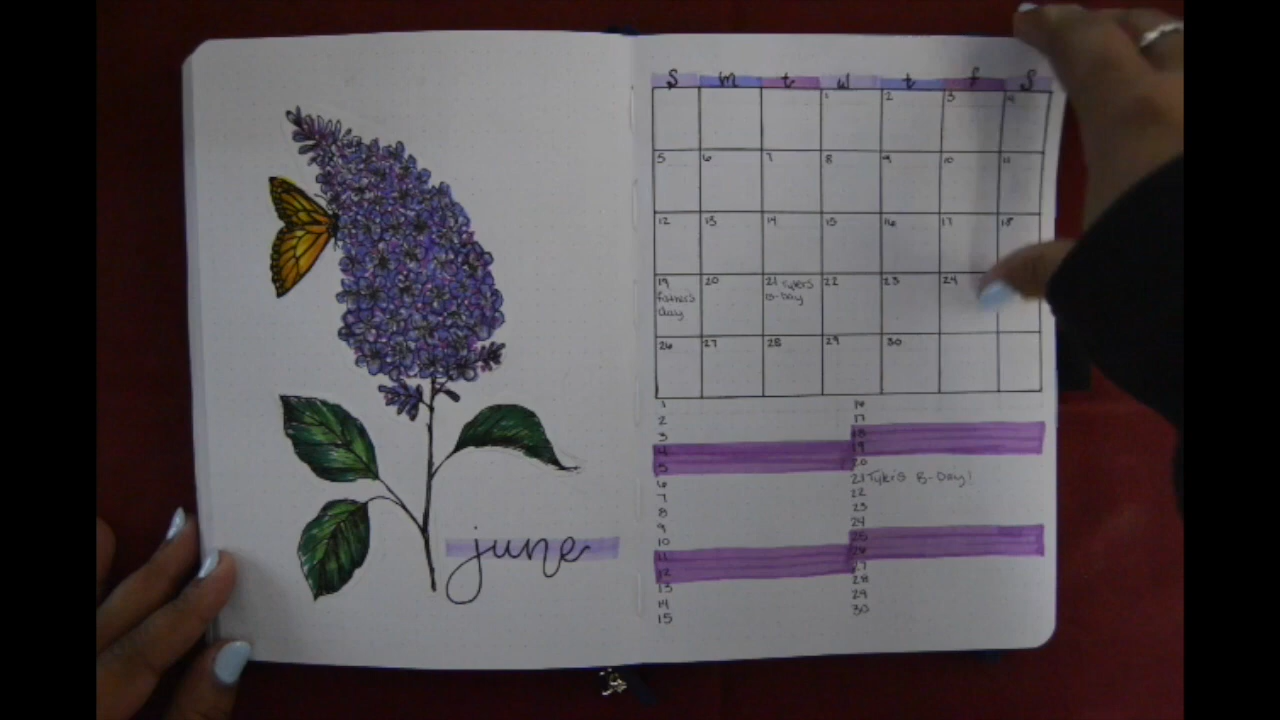 june
S m t W t f S
1 2 3 4
5 6 7 8 9 10 11
12 13 14 15 16 17 18
19 20 21 Tyler's 22 23 24
Father's B-Day
Day
26 27 28 29 30
1
2
3
4
5
6
7
8
9
10
11
12
13
14
15
16
17
18
19
20
21 Tyler's B-Day!
22
23
24
25
26
27
28
29
30